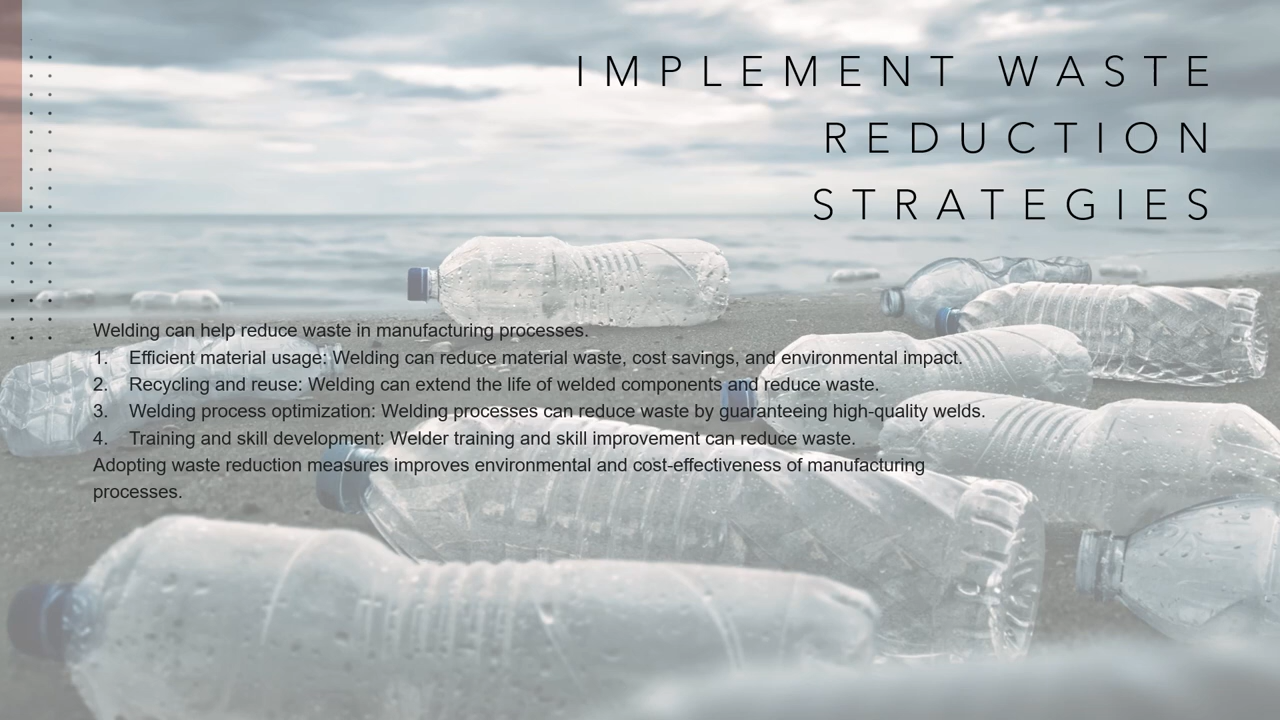 IMPLEMENT WASTE
REDUCTION
STRATEGIES
Welding can help reduce waste in manufacturing processes.
1. Efficient material usage: Welding can reduce material waste, cost savings, and environmental impact.
2. Recycling and reuse: Welding can extend the life of welded components and reduce waste.
3. Welding process optimization: Welding processes can reduce waste by guaranteeing high-quality welds.
4. Training and skill development: Welder training and skill improvement can reduce waste.
Adopting waste reduction measures improves environmental and cost-effectiveness of manufacturing
processes.